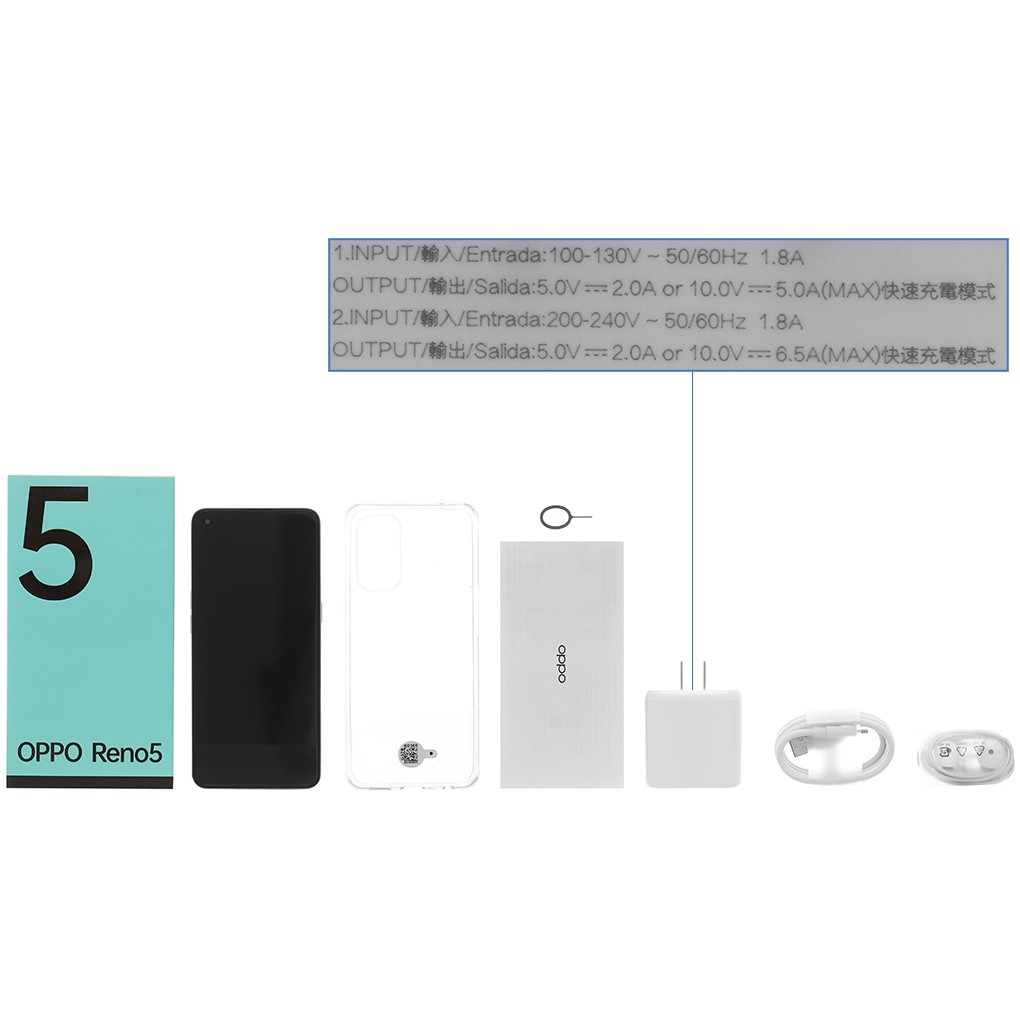 1.INPUT/輸入/Entrada:100-130V ~ 50/60Hz 1.8A
OUTPUT/輸出/Salida:5.0V⎓2.0A or 10.0V⎓5.0A(MAX)快速充電模式
2.INPUT/輸入/Entrada:200-240V ~ 50/60Hz 1.8A
OUTPUT/輸出/Salida:5.0V⎓2.0A or 10.0V⎓6.5A(MAX)快速充電模式
oppo
5
OPPO Reno5
oppo